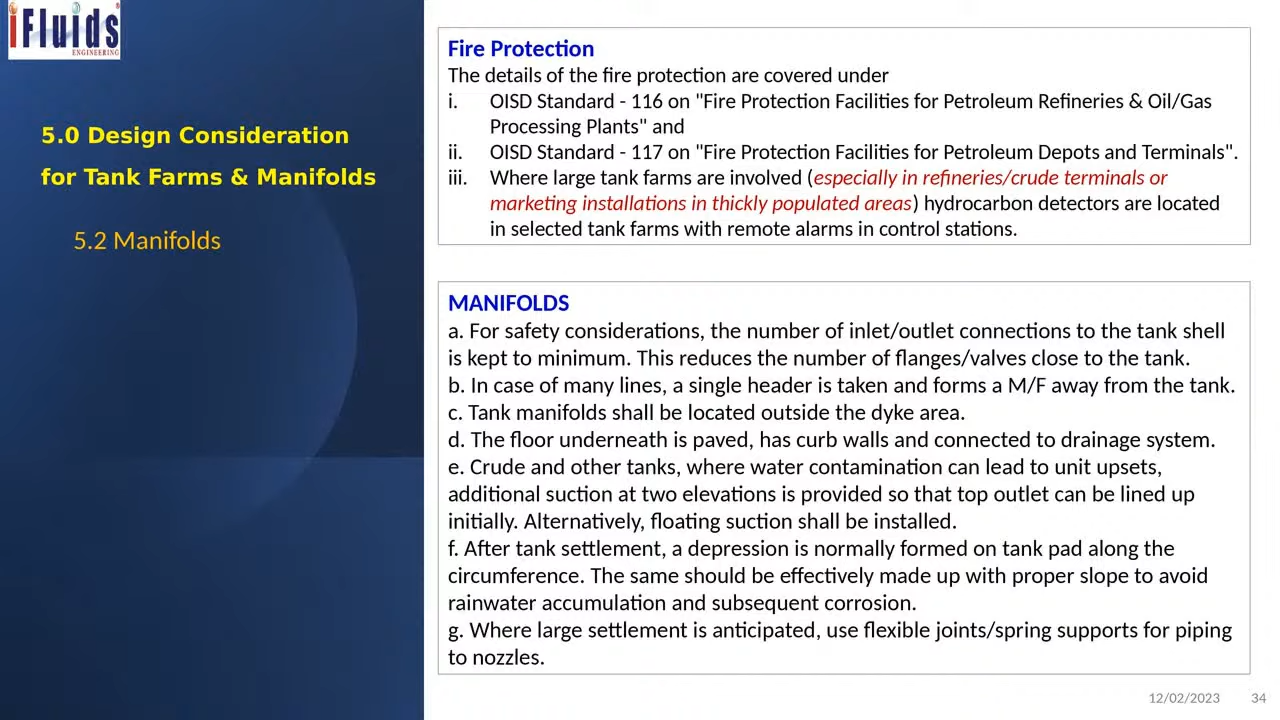 iFluids
ENGINEERING
5.0 Design Consideration
for Tank Farms & Manifolds
5.2 Manifolds
Fire Protection
The details of the fire protection are covered under
i. OISD Standard - 116 on "Fire Protection Facilities for Petroleum Refineries & Oil/Gas
Processing Plants" and
ii. OISD Standard - 117 on "Fire Protection Facilities for Petroleum Depots and Terminals".
iii. Where large tank farms are involved (especially in refineries/crude terminals or
marketing installations in thickly populated areas) hydrocarbon detectors are located
in selected tank farms with remote alarms in control stations.
MANIFOLDS
a. For safety considerations, the number of inlet/outlet connections to the tank shell
is kept to minimum. This reduces the number of flanges/valves close to the tank.
b. In case of many lines, a single header is taken and forms a M/F away from the tank.
c. Tank manifolds shall be located outside the dyke area.
d. The floor underneath is paved, has curb walls and connected to drainage system.
e. Crude and other tanks, where water contamination can lead to unit upsets,
additional suction at two elevations is provided so that top outlet can be lined up
initially. Alternatively, floating suction shall be installed.
f. After tank settlement, a depression is normally formed on tank pad along the
circumference. The same should be effectively made up with proper slope to avoid
rainwater accumulation and subsequent corrosion.
g. Where large settlement is anticipated, use flexible joints/spring supports for piping
to nozzles.
12/02/2023 34